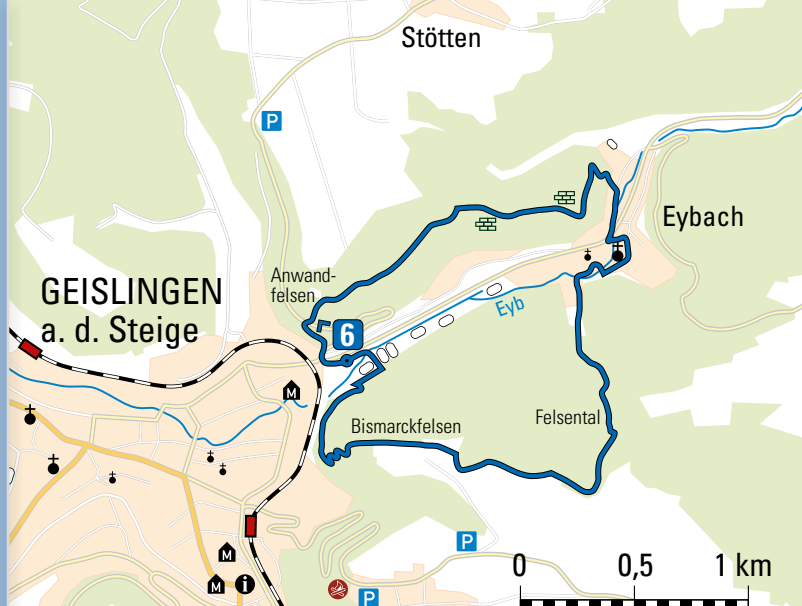 Stötten
P
Eybach
Anwand-
felsen
GEISLINGEN
a. d. Steige
6
Eyb
M
Bismarckfelsen
Felsental
P
M
M
i
P
0 0,5 1 km